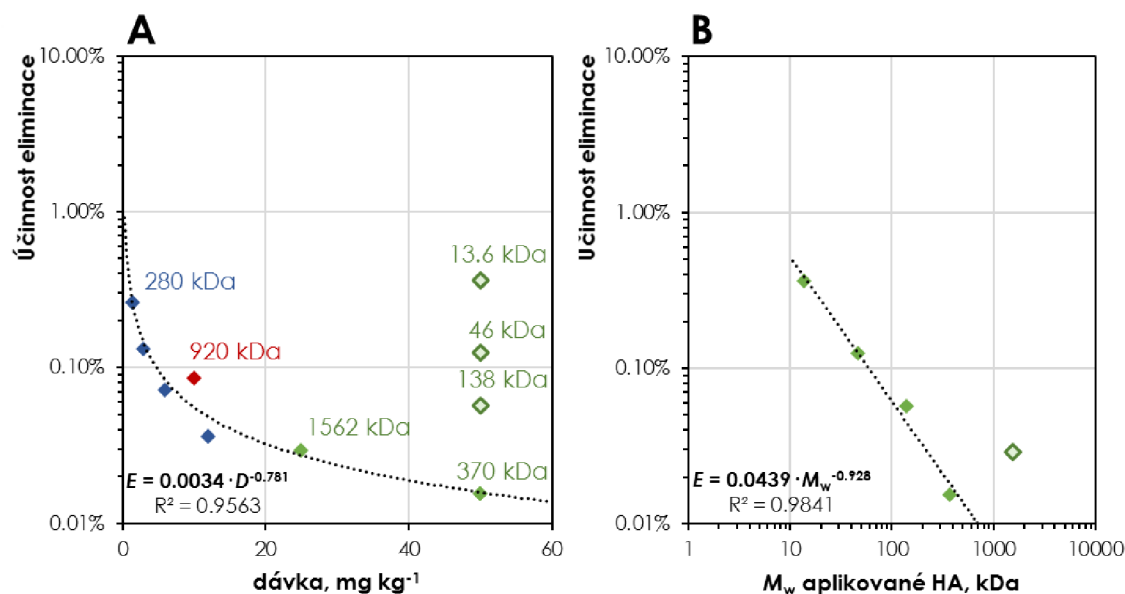 A
Účinnost eliminace
10.00%
1.00%
0.10%
0.01%
280 kDa
920 kDa
1562 kDa
13.6 kDa
46 kDa
138 kDa
370 kDa
E = 0.0034 · D⁻⁰·⁷⁸¹
R² = 0.9563
0 20 40 60
dávka, mg kg⁻¹
B
Účinnost eliminace
10.00%
1.00%
0.10%
0.01%
E = 0.0439 · Mw⁻⁰·⁹²⁸
R² = 0.9841
1 10 100 1000 10000
Mw aplikované HA, kDa